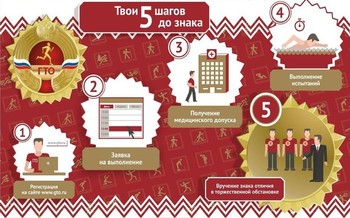 Твои 5 шагов
до знака
ГТО
1
Регистрация
на сайте www.gto.ru
2
Заявка
на выполнение
3
Получение
медицинского допуска
4
Выполнение
испытаний
5
Вручение знака отличия
в торжественной обстановке